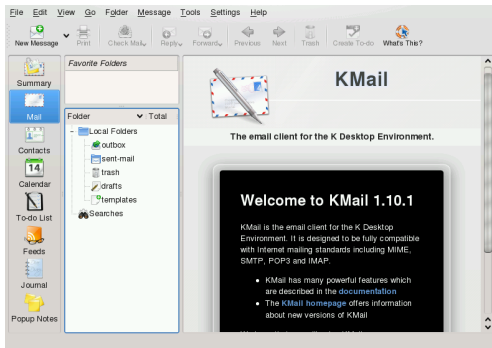 File Edit View Go Folder Message Tools Settings Help
New Message Print Check Mail Reply Forward Previous Next Trash Create To-do What's This?
Summary
Mail
Contacts
14
Calendar
To-do List
Feeds
Journal
Popup Notes
Favorite Folders
Folder Total
Local Folders
outbox
sent-mail
trash
drafts
templates
Searches
KMail
The email client for the K Desktop Environment.
Welcome to KMail 1.10.1
KMail is the email client for the K Desktop
Environment. It is designed to be fully compatible
with Internet mailing standards including MIME,
SMTP, POP3 and IMAP.
• KMail has many powerful features which
are described in the documentation
• The KMail homepage offers information
about new versions of KMail